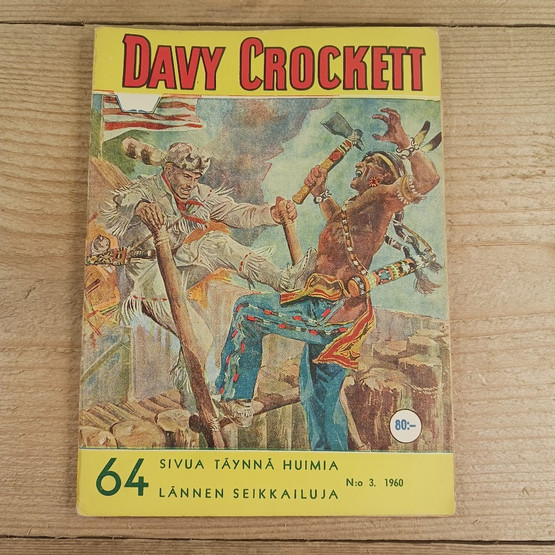 DAVY CROCKETT
80:-
64 SIVUA TÄYNNÄ HUIMIA
LÄNNEN SEIKKAILUJA
N:o 3. 1960